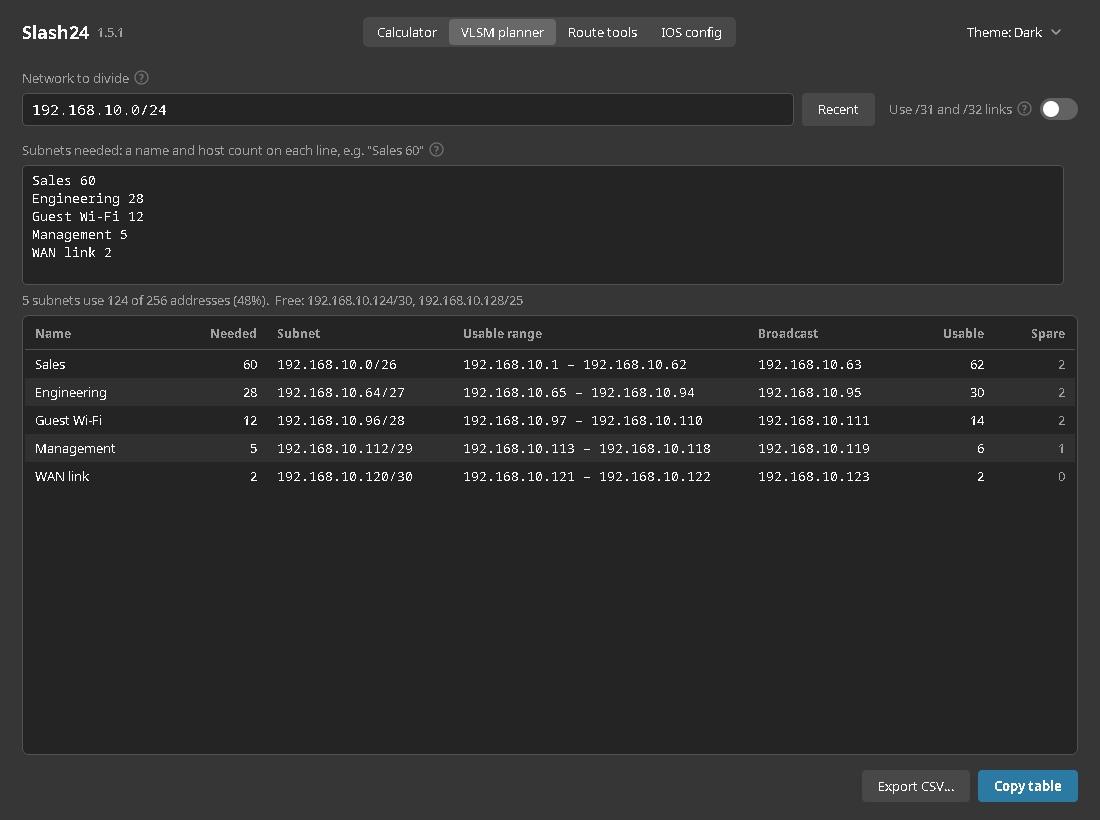 Slash24 1.5.1 Calculator VLSM planner Route tools IOS config Theme: Dark
Network to divide ?
192.168.10.0/24 Recent Use /31 and /32 links ?
Subnets needed: a name and host count on each line, e.g. "Sales 60" ?
Sales 60
Engineering 28
Guest Wi-Fi 12
Management 5
WAN link 2
5 subnets use 124 of 256 addresses (48%). Free: 192.168.10.124/30, 192.168.10.128/25
Name Needed Subnet Usable range Broadcast Usable Spare
Sales 60 192.168.10.0/26 192.168.10.1 – 192.168.10.62 192.168.10.63 62 2
Engineering 28 192.168.10.64/27 192.168.10.65 – 192.168.10.94 192.168.10.95 30 2
Guest Wi-Fi 12 192.168.10.96/28 192.168.10.97 – 192.168.10.110 192.168.10.111 14 2
Management 5 192.168.10.112/29 192.168.10.113 – 192.168.10.118 192.168.10.119 6 1
WAN link 2 192.168.10.120/30 192.168.10.121 – 192.168.10.122 192.168.10.123 2 0
Export CSV... Copy table